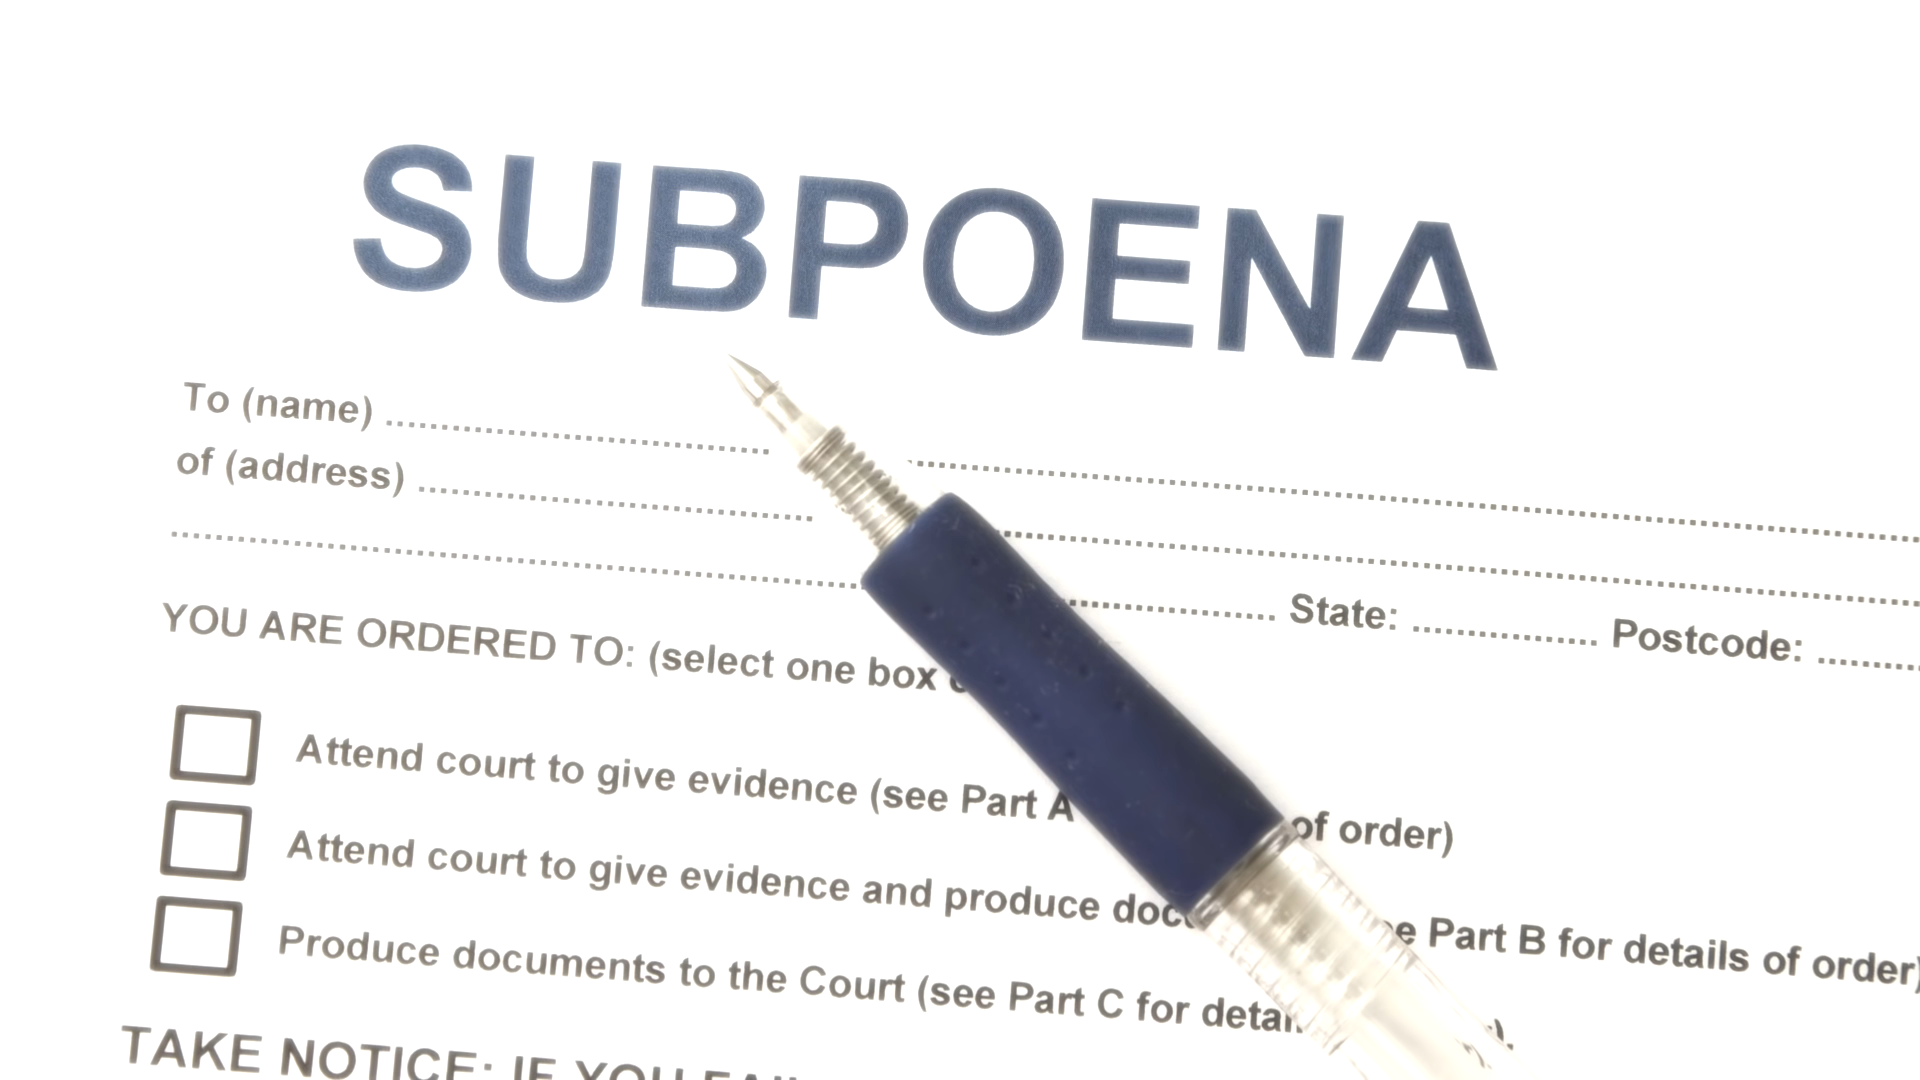 SUBPOENA
To (name) ........................................
of (address) ........................................
........................................ State: .................... Postcode: ..........
YOU ARE ORDERED TO: (select one box
Attend court to give evidence (see Part A of order)
Attend court to give evidence and produce Part B for details of order)
Produce documents to the Court (see Part C for
TAKE NOTICE: IF YOU